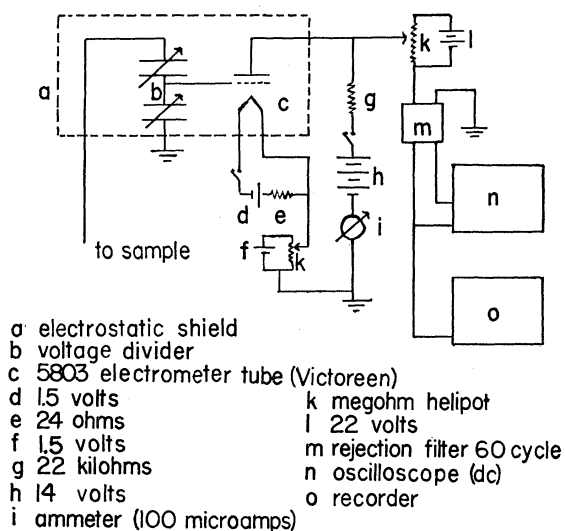 a
b
c
d
e
f
k
g
h
i
k
l
m
n
o
to sample
a electrostatic shield
b voltage divider
c 5803 electrometer tube (Victoreen)
d 1.5 volts
e 24 ohms
f 1.5 volts
g 22 kilohms
h 14 volts
i ammeter (100 microamps)
k megohm helipot
l 22 volts
m rejection filter 60 cycle
n oscilloscope (dc)
o recorder